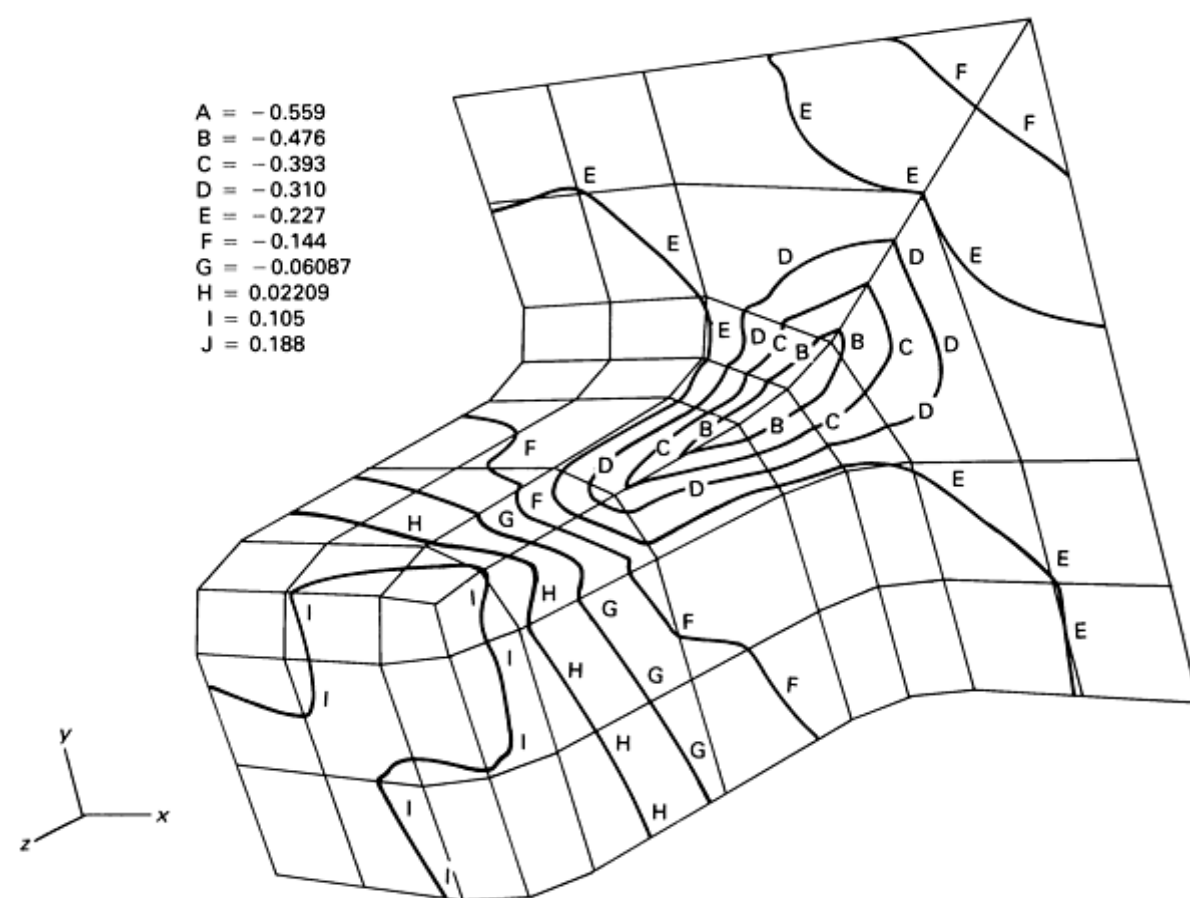 A = −0.559
B = −0.476
C = −0.393
D = −0.310
E = −0.227
F = −0.144
G = −0.06087
H = 0.02209
I = 0.105
J = 0.188
F
E
F
E
E
E
D
D
E
E
D
C
B
B
C
D
B
B
C
D
F
C
D
D
E
F
G
H
H
G
I
I
E
F
E
I
H
G
I
F
I
H
G
I
H
I
y
x
z